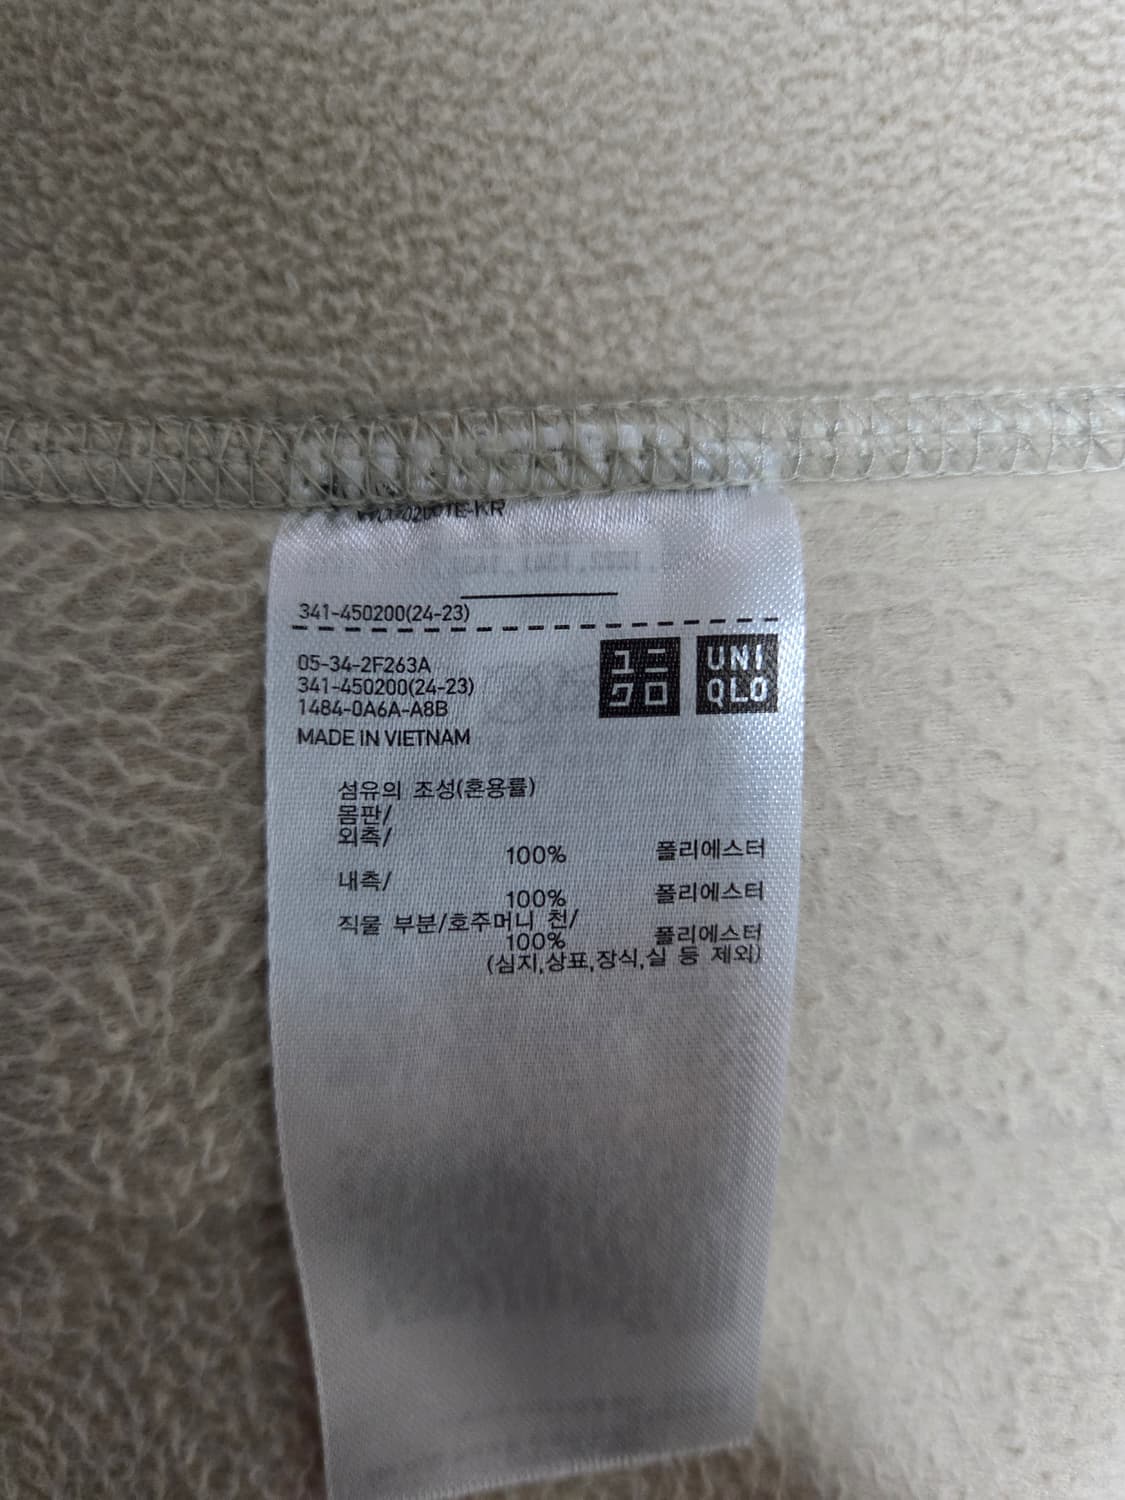 341-450200(24-23)
05-34-2F263A
341-450200(24-23)
1484-0A6A-A8B
MADE IN VIETNAM
ユニ
クロ
UNI
QLO
섬유의 조성(혼용률)
몸판/
외측/
100% 폴리에스터
내측/
100% 폴리에스터
직물 부분/호주머니 천/
100% 폴리에스터
(심지,상표,장식,실 등 제외)